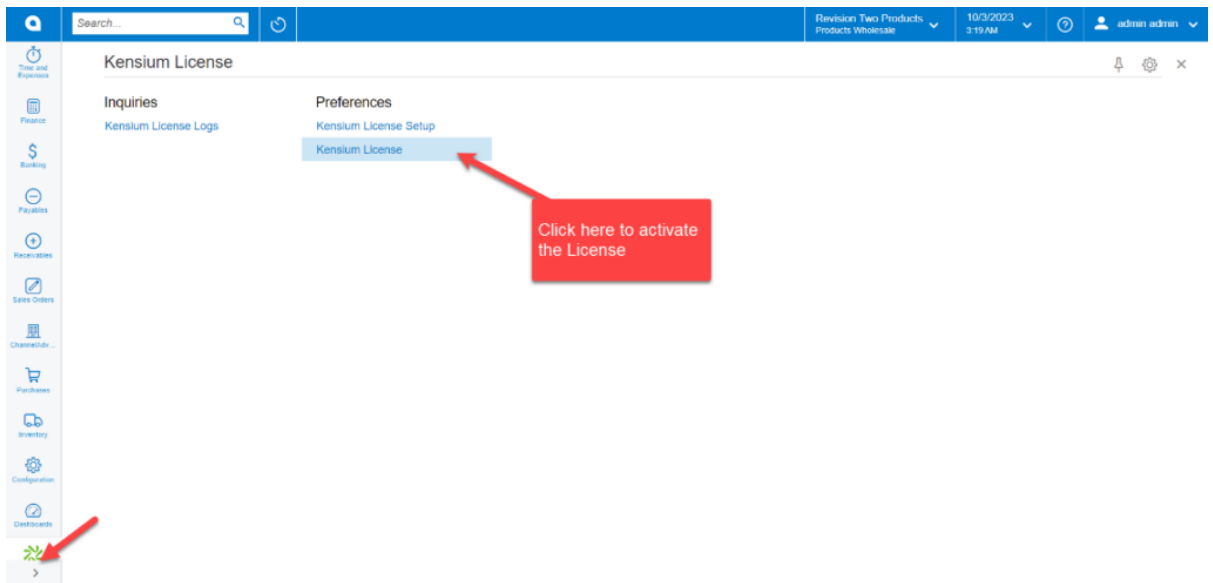 Search...
Revision Two Products
Products Wholesale
10/3/2023
3:19 AM
admin admin
Time and
Expenses
Finance
Banking
Payables
Receivables
Sales Orders
ChannelAdv...
Purchases
Inventory
Configuration
Dashboards
Kensium License
Inquiries
Kensium License Logs
Preferences
Kensium License Setup
Kensium License
Click here to activate
the License